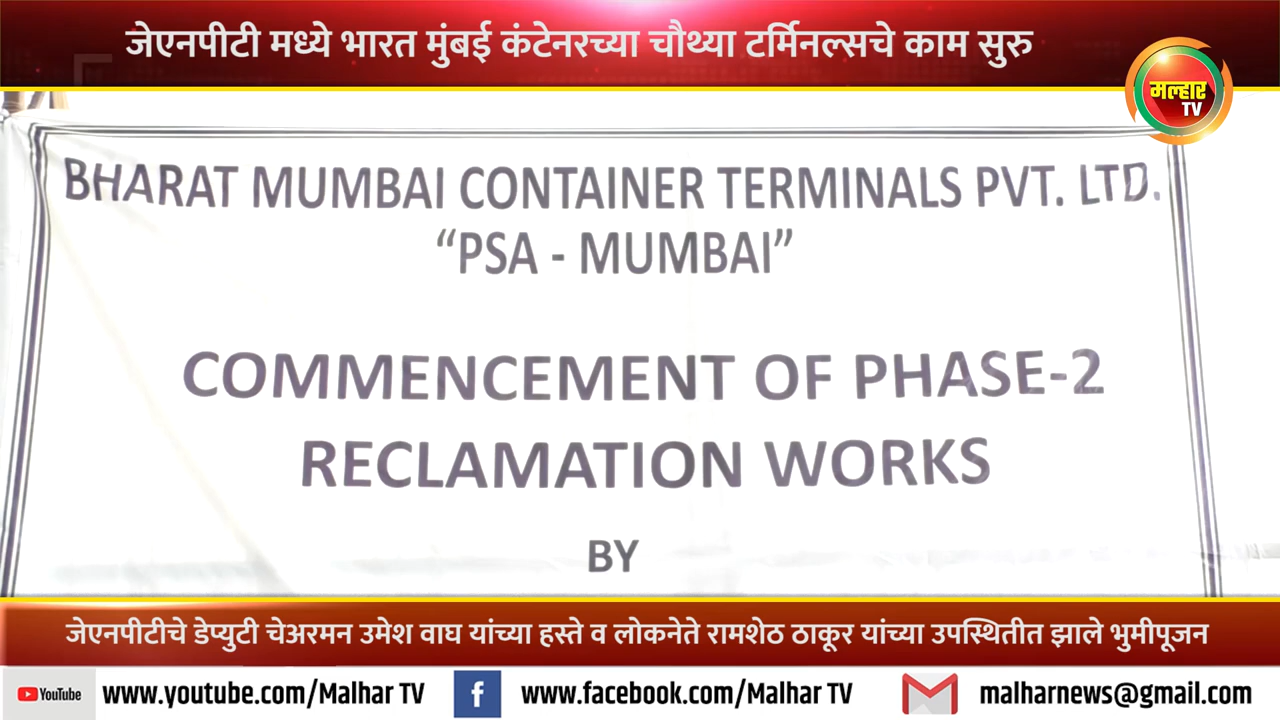 जेएनपीटी मध्ये भारत मुंबई कंटेनरच्या चौथ्या टर्मिनल्सचे काम सुरु
मल्हार
TV
BHARAT MUMBAI CONTAINER TERMINALS PVT. LTD.
“PSA - MUMBAI”
COMMENCEMENT OF PHASE-2
RECLAMATION WORKS
BY
जेएनपीटीचे डेप्युटी चेअरमन उमेश वाघ यांच्या हस्ते व लोकनेते रामशेठ ठाकूर यांच्या उपस्थितीत झाले भुमीपूजन
YouTube www.youtube.com/Malhar TV f www.facebook.com/Malhar TV malharnews@gmail.com